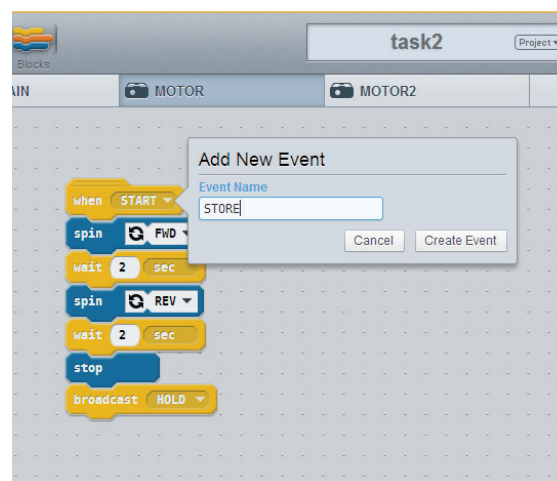 task2
Project
Blocks
AIN
MOTOR
MOTOR2
Add New Event
Event Name
STORE
Cancel
Create Event
when START
spin FWD
wait 2 sec
spin REV
wait 2 sec
stop
broadcast HOLD